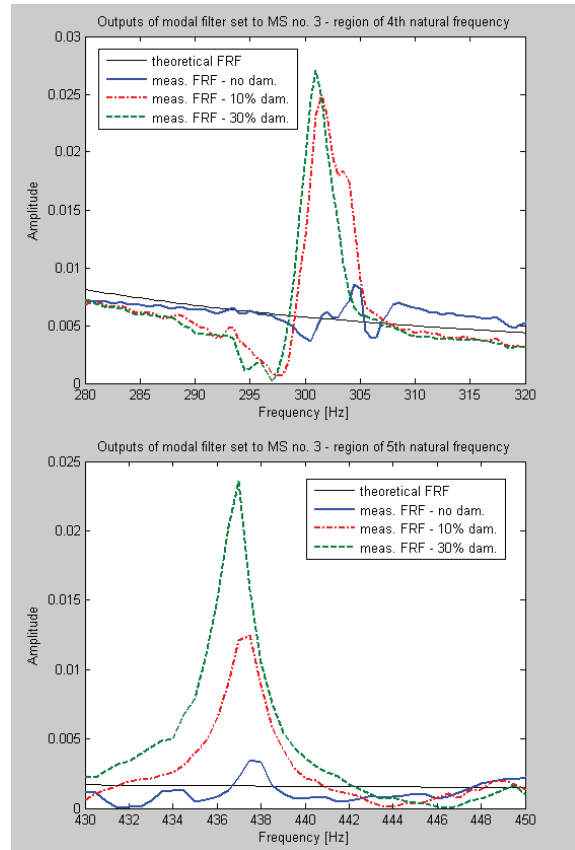 Outputs of modal filter set to MS no. 3 - region of 4th natural frequency
0.03
0.025
0.02
0.015
0.01
0.005
0
Amplitude
theoretical FRF
meas. FRF - no dam.
meas. FRF - 10% dam.
meas. FRF - 30% dam.
280 285 290 295 300 305 310 315 320
Frequency [Hz]
Outputs of modal filter set to MS no. 3 - region of 5th natural frequency
0.025
0.02
0.015
0.01
0.005
0
Amplitude
theoretical FRF
meas. FRF - no dam.
meas. FRF - 10% dam.
meas. FRF - 30% dam.
430 432 434 436 438 440 442 444 446 448 450
Frequency [Hz]